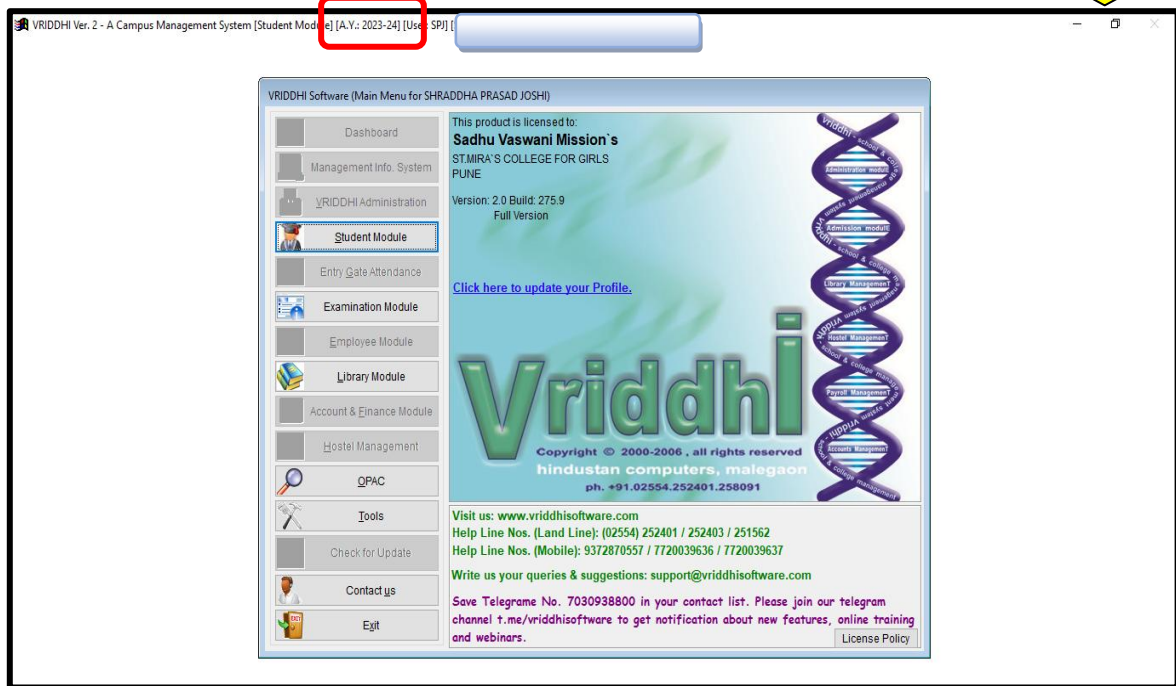 VRIDDHI Ver. 2 - A Campus Management System [Student Module] [A.Y.: 2023-24] [User: SPJ] [
VRIDDHI Software (Main Menu for SHRADDHA PRASAD JOSHI)
Dashboard
Management Info. System
VRIDDHI Administration
Student Module
Entry Gate Attendance
Examination Module
Employee Module
Library Module
Account & Finance Module
Hostel Management
OPAC
Tools
Check for Update
Contact us
Exit
This product is licensed to:
Sadhu Vaswani Mission`s
ST.MIRA`S COLLEGE FOR GIRLS
PUNE
Version: 2.0 Build: 275.9
Full Version
Click here to update your Profile.
Vriddhi
Copyright © 2000-2006 , all rights reserved
hindustan computers, malegaon
ph. +91.02554.252401.258091
Vriddhi - school & college management system
Administration module
Admission module
Library Management
Hostel Management
Payroll Management
Accounts Management
Visit us: www.vriddhisoftware.com
Help Line Nos. (Land Line): (02554) 252401 / 252403 / 251562
Help Line Nos. (Mobile): 9372870557 / 7720039636 / 7720039637
Write us your queries & suggestions: support@vriddhisoftware.com
Save Telegrame No. 7030938800 in your contact list. Please join our telegram
channel t.me/vriddhisoftware to get notification about new features, online training
and webinars.
License Policy